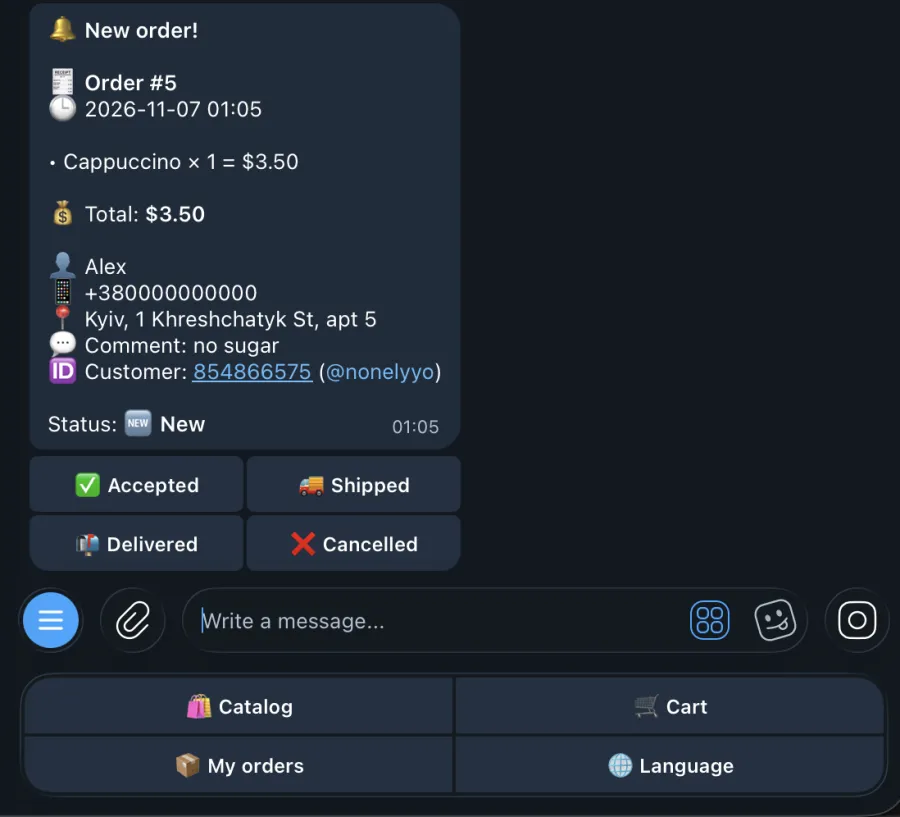 🔔 New order!
🧾 Order #5
🕒 2026-11-07 01:05
• Cappuccino × 1 = $3.50
💰 Total: $3.50
👤 Alex
📱 +380000000000
📍 Kyiv, 1 Khreshchatyk St, apt 5
💬 Comment: no sugar
🆔 Customer: 854866575 (@nonelyyo)
Status: 🆕 New
01:05
✅ Accepted
🚚 Shipped
📬 Delivered
❌ Cancelled
Write a message...
🛍 Catalog
🛒 Cart
📦 My orders
🌐 Language